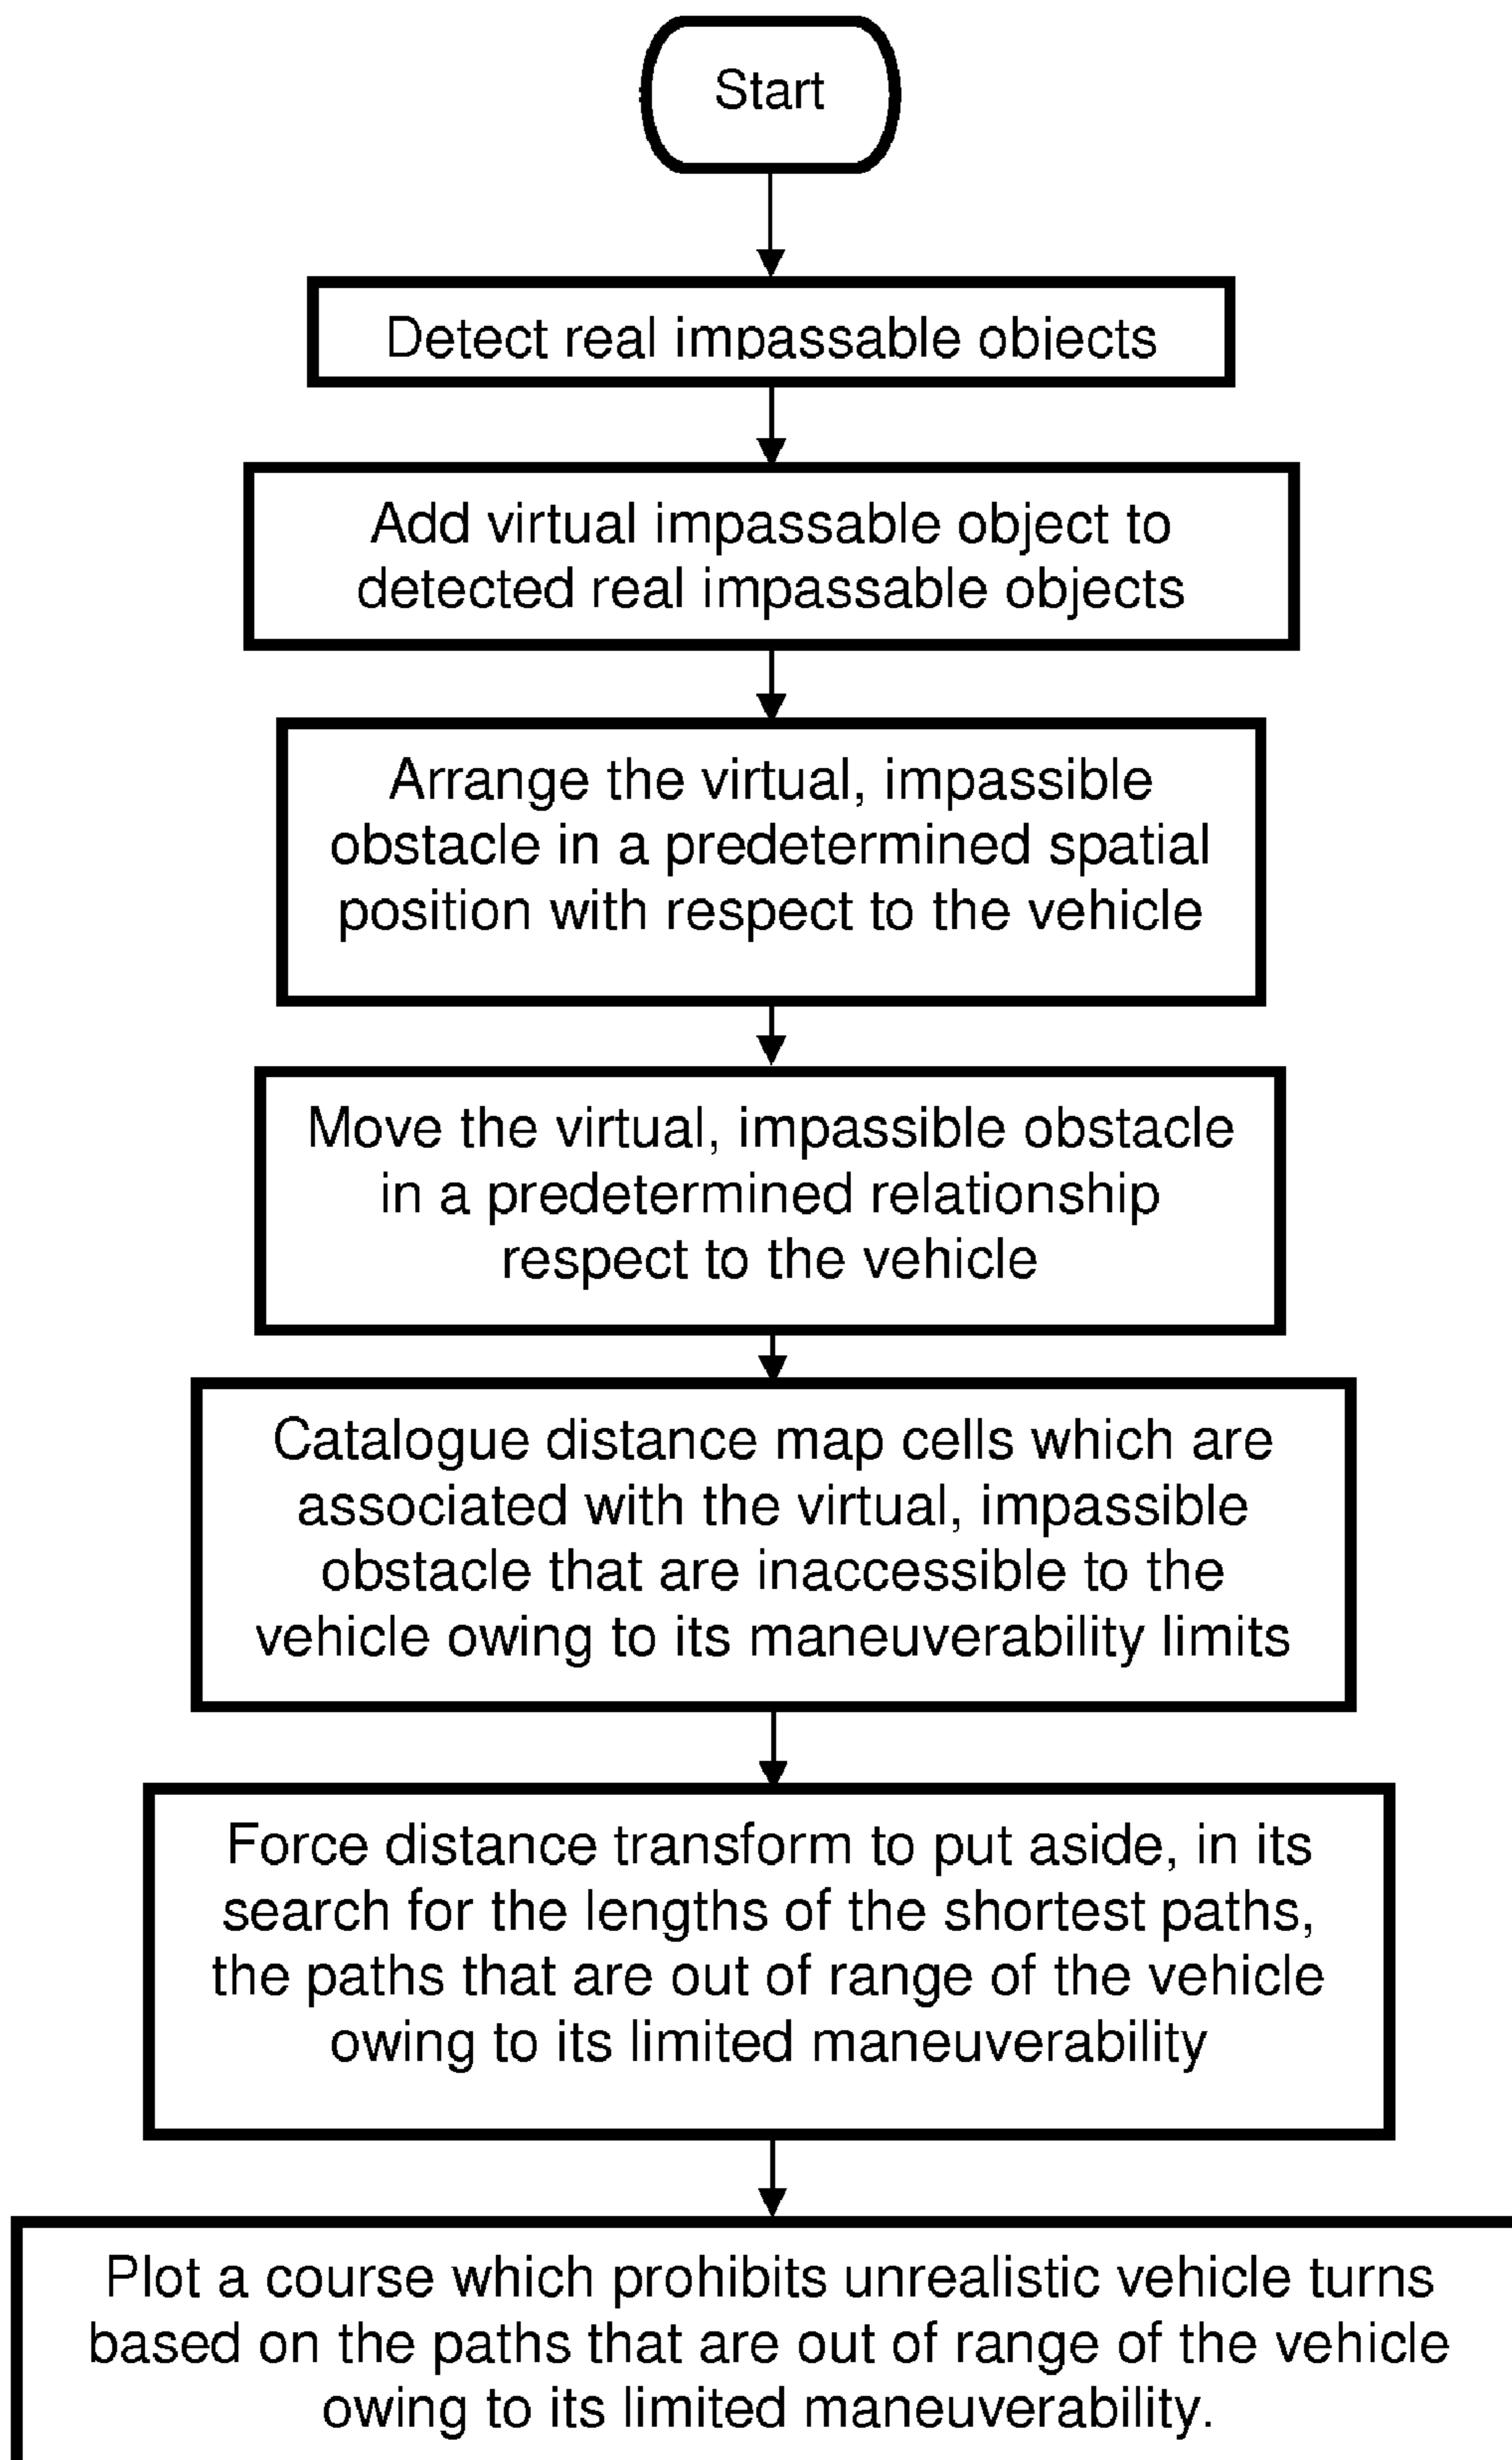 Start
Detect real impassable objects
Add virtual impassable object to
detected real impassable objects
Arrange the virtual, impassible
obstacle in a predetermined spatial
position with respect to the vehicle
Move the virtual, impassible obstacle
in a predetermined relationship
respect to the vehicle
Catalogue distance map cells which are
associated with the virtual, impassible
obstacle that are inaccessible to the
vehicle owing to its maneuverability limits
Force distance transform to put aside, in its
search for the lengths of the shortest paths,
the paths that are out of range of the vehicle
owing to its limited maneuverability
Plot a course which prohibits unrealistic vehicle turns
based on the paths that are out of range of the vehicle
owing to its limited maneuverability.